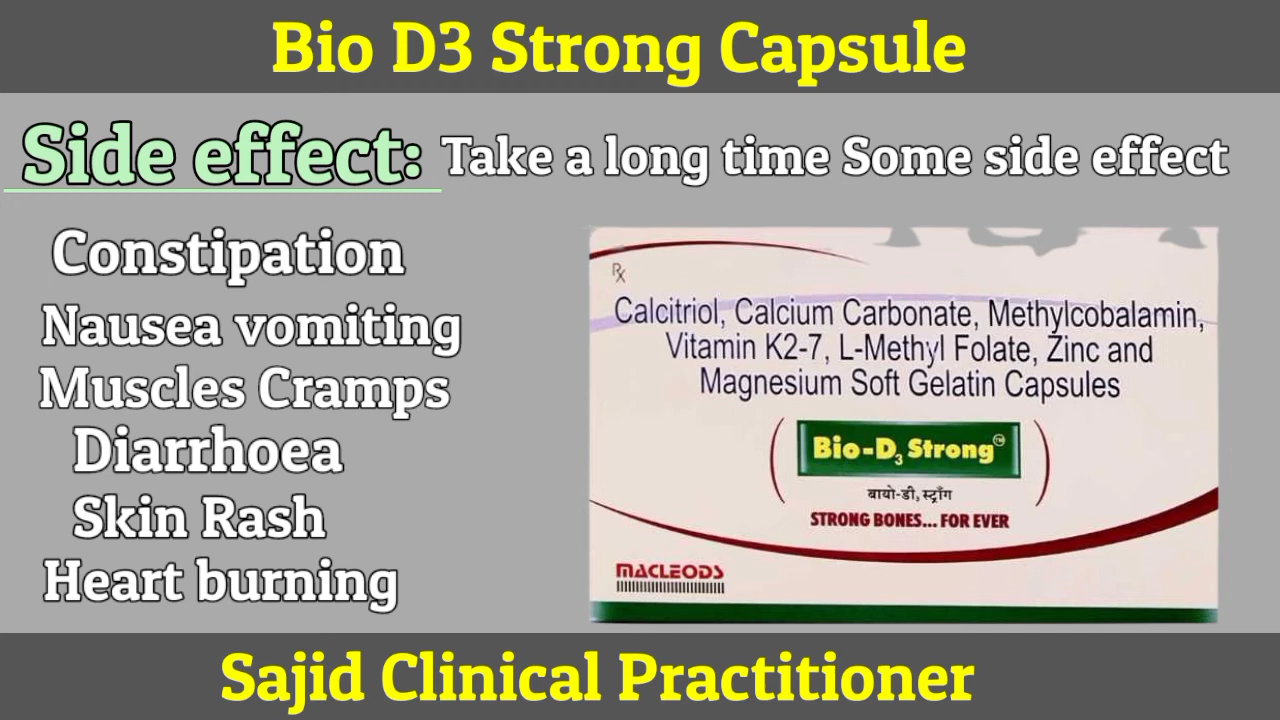 Bio D3 Strong Capsule
Side effect: Take a long time Some side effect
Constipation
Nausea vomiting
Muscles Cramps
Diarrhoea
Skin Rash
Heart burning
Rx
Calcitriol, Calcium Carbonate, Methylcobalamin,
Vitamin K2-7, L-Methyl Folate, Zinc and
Magnesium Soft Gelatin Capsules
Bio-D3 Strong™
बायो-डी, स्ट्राँग
STRONG BONES... FOR EVER
MACLEODS
Sajid Clinical Practitioner